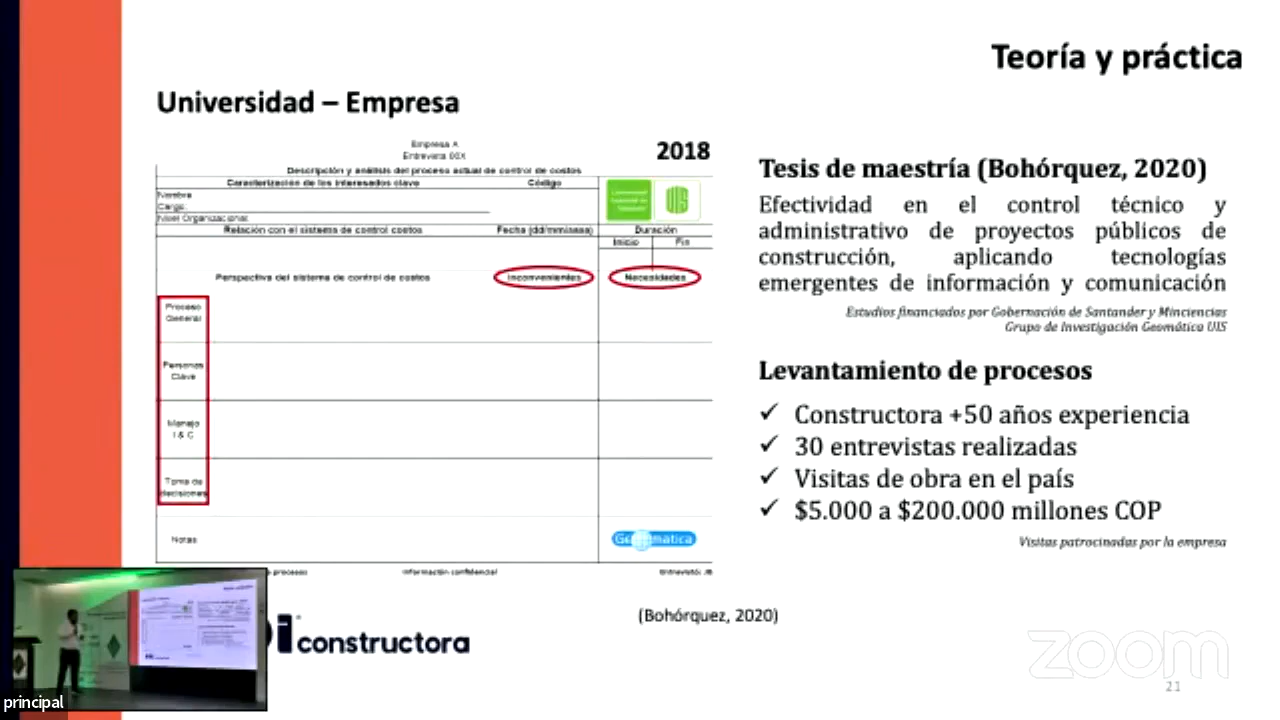 Teoría y práctica
Universidad – Empresa
Empresa A
Entrevista 00X
2018
Descripción y análisis del proceso actual de control de costos
Caracterización de los interesados clave
Código
Nombre
Cargo:
Nivel Organizacional:
Relación con el sistema de control costos
Fecha (dd/mm/aaaa)
Duración
Inicio
Fin
Perspectiva del sistema de control de costos
Inconvenientes
Necesidades
Proceso
General
Personas
Clave
Manejo
I & C
Toma de
decisiones
Notas
Geomática
procesos
Información confidencial
Entrevistó: JB
(Bohórquez, 2020)
constructora
Tesis de maestría (Bohórquez, 2020)
Efectividad en el control técnico y
administrativo de proyectos públicos de
construcción, aplicando tecnologías
emergentes de información y comunicación
Estudios financiados por Gobernación de Santander y Minciencias
Grupo de Investigación Geomática UIS
Levantamiento de procesos
✓ Constructora +50 años experiencia
✓ 30 entrevistas realizadas
✓ Visitas de obra en el país
✓ $5.000 a $200.000 millones COP
Visitas patrocinadas por la empresa
zoom
21
principal